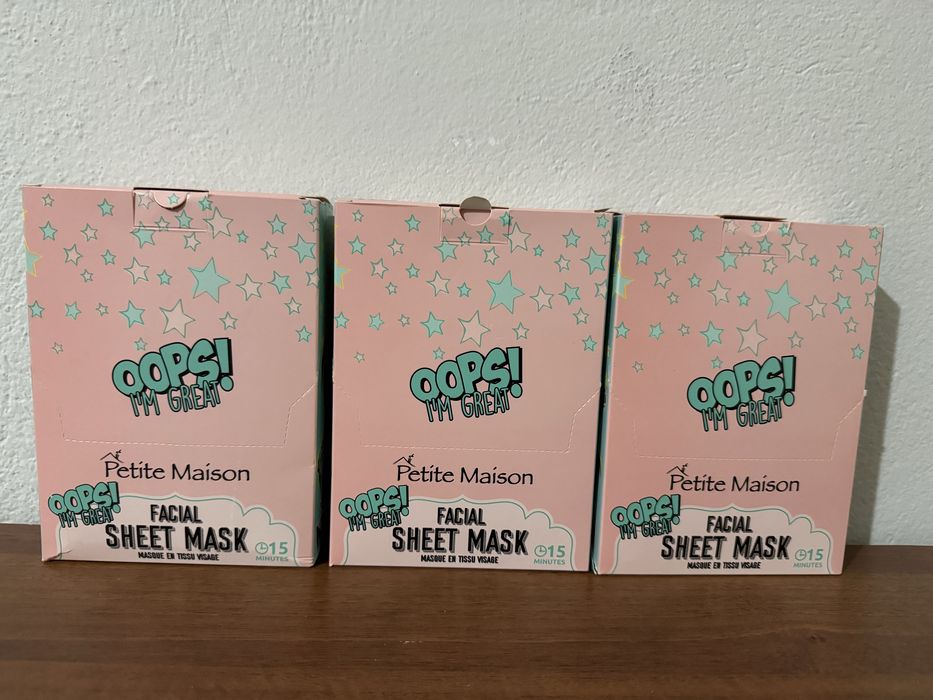 OOPS!
I'M GREAT
Petite Maison
OOPS!
I'M GREAT
FACIAL
SHEET MASK
MASQUE EN TISSU VISAGE
15
MINUTES
OOPS!
I'M GREAT
Petite Maison
OOPS!
I'M GREAT
FACIAL
SHEET MASK
MASQUE EN TISSU VISAGE
15
MINUTES
OOPS!
I'M GREAT
Petite Maison
OOPS!
I'M GREAT
FACIAL
SHEET MASK
MASQUE EN TISSU VISAGE
15
MINUTES